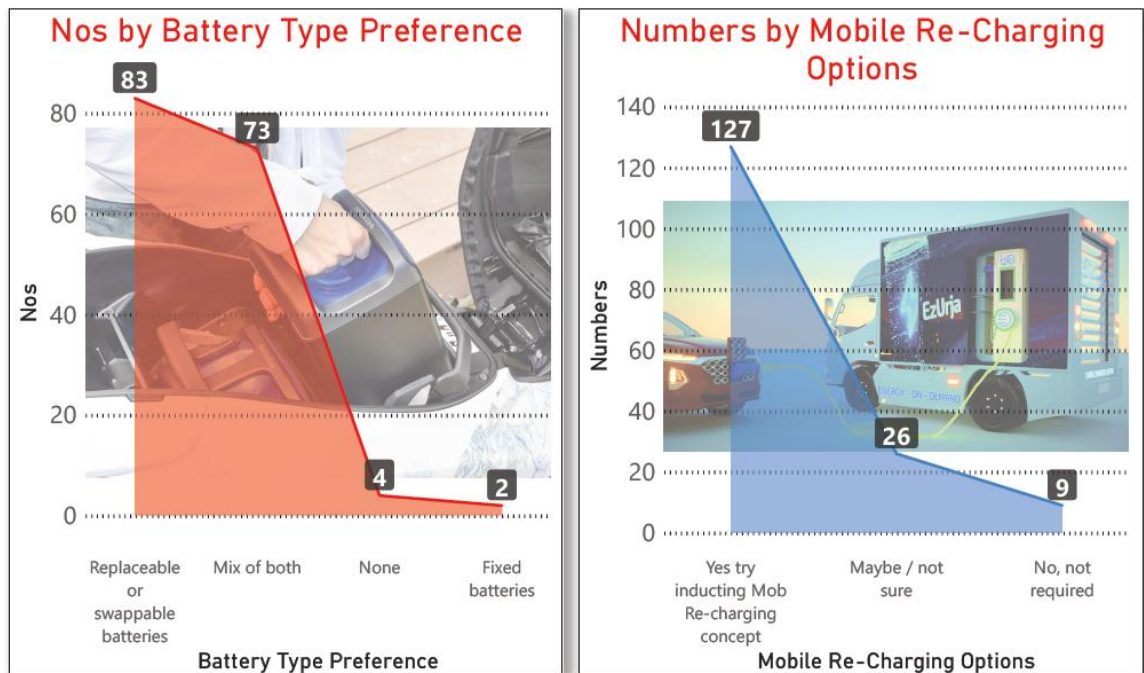 Nos by Battery Type Preference
83
80
73
60
40
20
4
2
0
Nos
Replaceable
or
swappable
batteries
Mix of both
None
Fixed
batteries
Battery Type Preference
Numbers by Mobile Re-Charging
Options
140
127
120
100
80
60
40
26
20
9
0
Numbers
EzUrja
ENERGY - ON - DEMAND
Yes try
inducting Mob
Re-charging
concept
Maybe / not
sure
No, not
required
Mobile Re-Charging Options